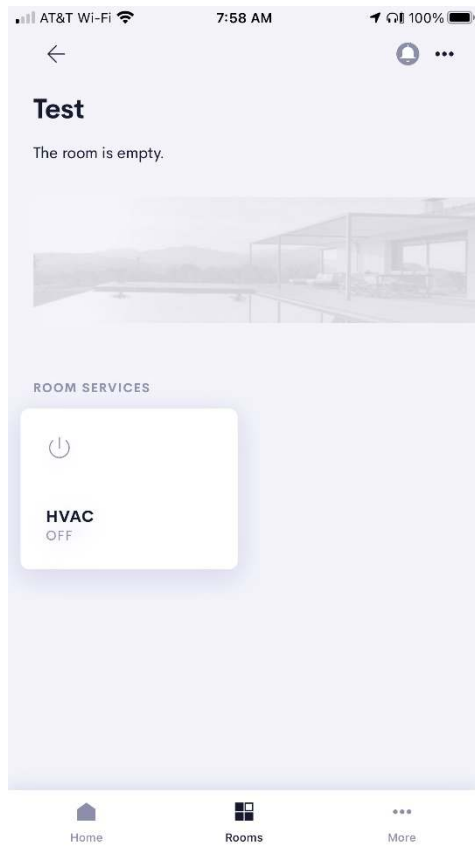 AT&T Wi-Fi 7:58 AM 100%
Test
The room is empty.
ROOM SERVICES
HVAC
OFF
Home Rooms More